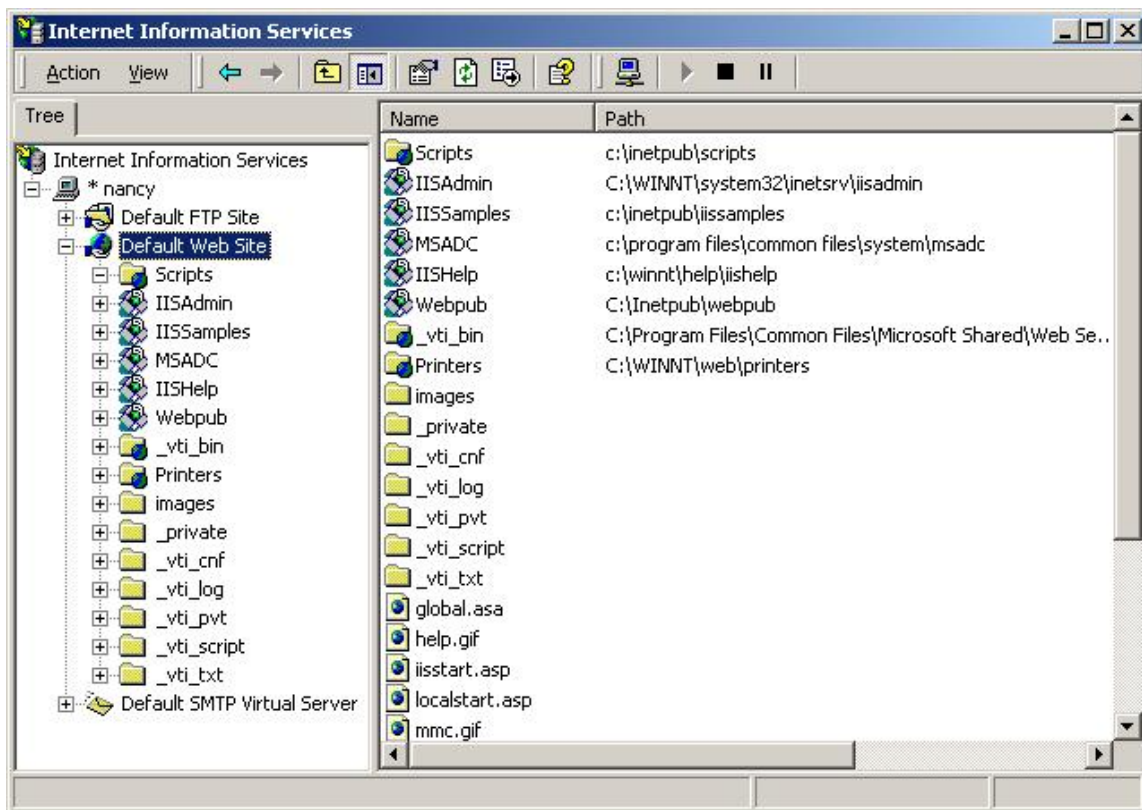 Internet Information Services
Action View
Tree
Internet Information Services
* nancy
Default FTP Site
Default Web Site
Scripts
IISAdmin
IISSamples
MSADC
IISHelp
Webpub
_vti_bin
Printers
images
_private
_vti_cnf
_vti_log
_vti_pvt
_vti_script
_vti_txt
Default SMTP Virtual Server
Name Path
Scripts c:\inetpub\scripts
IISAdmin C:\WINNT\system32\inetsrv\iisadmin
IISSamples c:\inetpub\iissamples
MSADC c:\program files\common files\system\msadc
IISHelp c:\winnt\help\iishelp
Webpub C:\Inetpub\webpub
_vti_bin C:\Program Files\Common Files\Microsoft Shared\Web Se..
Printers C:\WINNT\web\printers
images
_private
_vti_cnf
_vti_log
_vti_pvt
_vti_script
_vti_txt
global.asa
help.gif
iisstart.asp
localstart.asp
mmc.gif